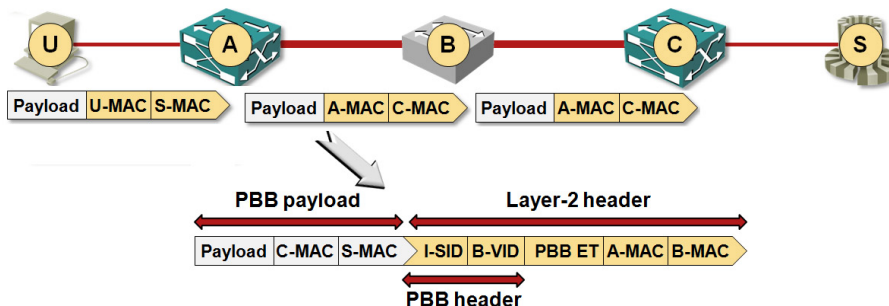 U A B C S
Payload U-MAC S-MAC Payload A-MAC C-MAC Payload A-MAC C-MAC
PBB payload Layer-2 header
Payload C-MAC S-MAC I-SID B-VID PBB ET A-MAC B-MAC
PBB header